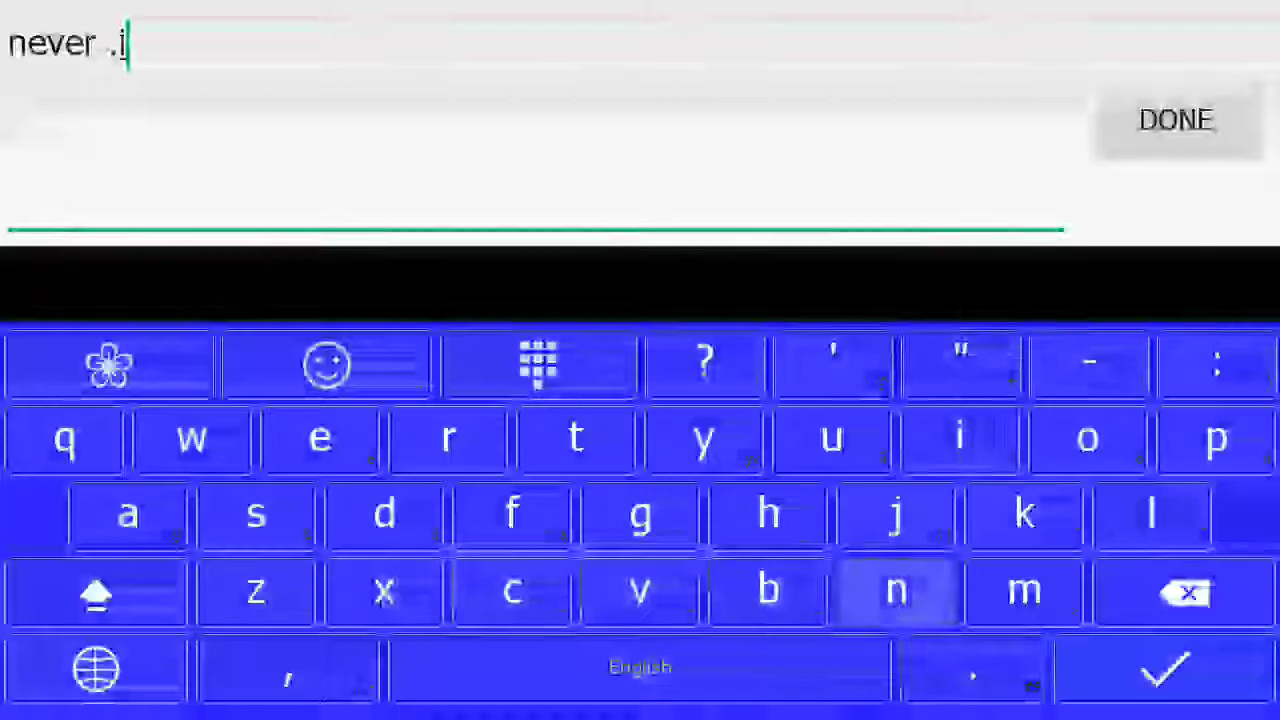 never .i
DONE
? ' " - :
q w e r t y u i o p
a s d f g h j k l
z x c v b n m
, English .